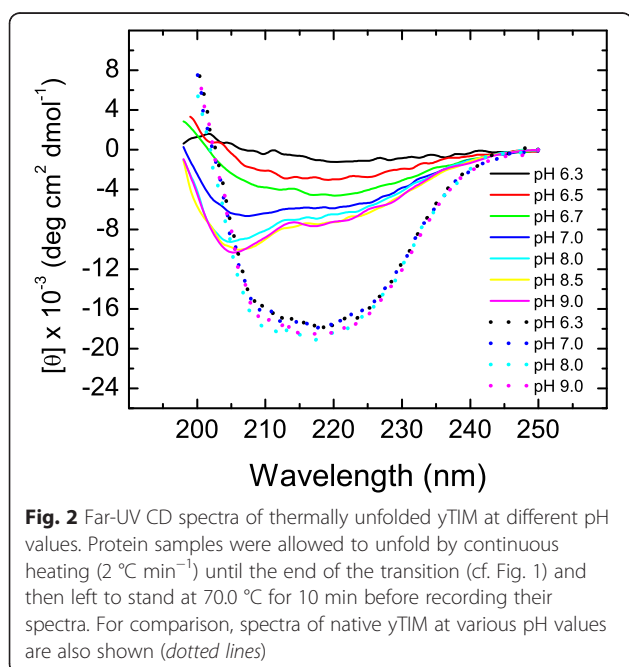 8
4
0
-4
-8
-12
-16
-20
-24
[θ] x 10⁻³ (deg cm² dmol⁻¹)
pH 6.3
pH 6.5
pH 6.7
pH 7.0
pH 8.0
pH 8.5
pH 9.0
pH 6.3
pH 7.0
pH 8.0
pH 9.0
200 210 220 230 240 250
Wavelength (nm)
Fig. 2 Far-UV CD spectra of thermally unfolded yTIM at different pH
values. Protein samples were allowed to unfold by continuous
heating (2 °C min⁻¹) until the end of the transition (cf. Fig. 1) and
then left to stand at 70.0 °C for 10 min before recording their
spectra. For comparison, spectra of native yTIM at various pH values
are also shown (dotted lines)